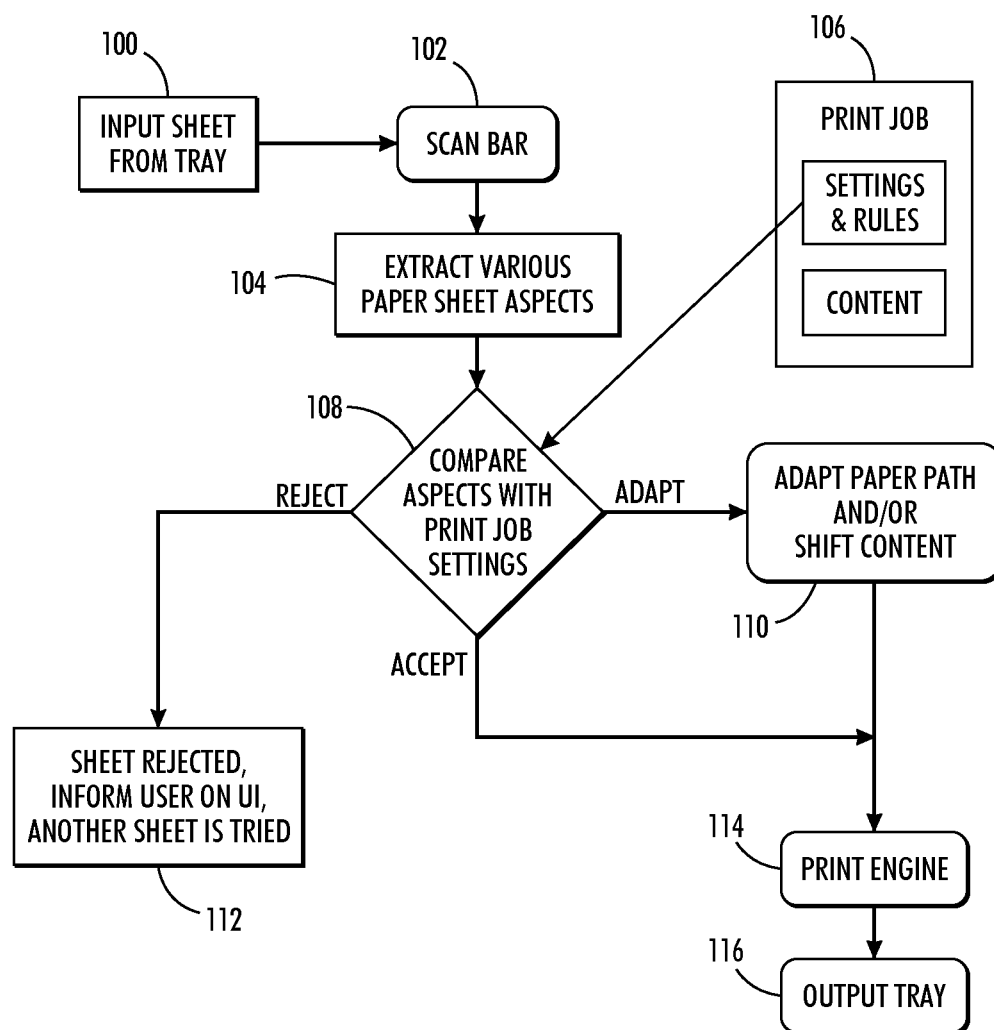 100
INPUT SHEET
FROM TRAY
102
SCAN BAR
106
PRINT JOB
SETTINGS
& RULES
CONTENT
104
EXTRACT VARIOUS
PAPER SHEET ASPECTS
108
COMPARE
ASPECTS WITH
PRINT JOB
SETTINGS
REJECT
ADAPT
ACCEPT
ADAPT PAPER PATH
AND/OR
SHIFT CONTENT
110
SHEET REJECTED,
INFORM USER ON UI,
ANOTHER SHEET IS TRIED
112
114
PRINT ENGINE
116
OUTPUT TRAY